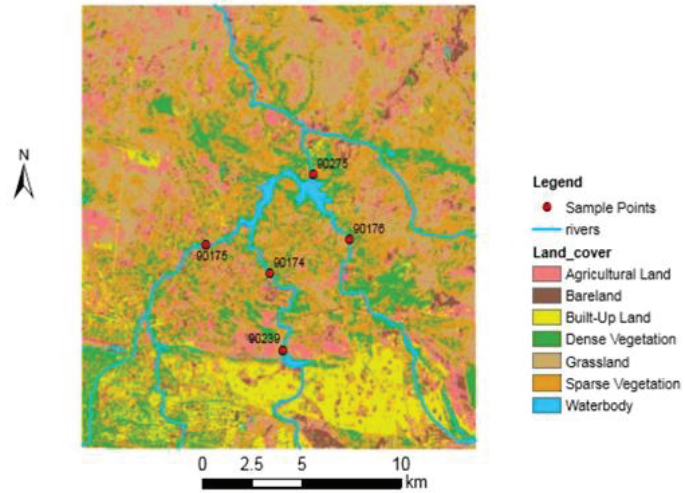 N
90275
90176
90175
90174
90239
Legend
Sample Points
rivers
Land_cover
Agricultural Land
Bareland
Built-Up Land
Dense Vegetation
Grassland
Sparse Vegetation
Waterbody
0 2.5 5 10
km